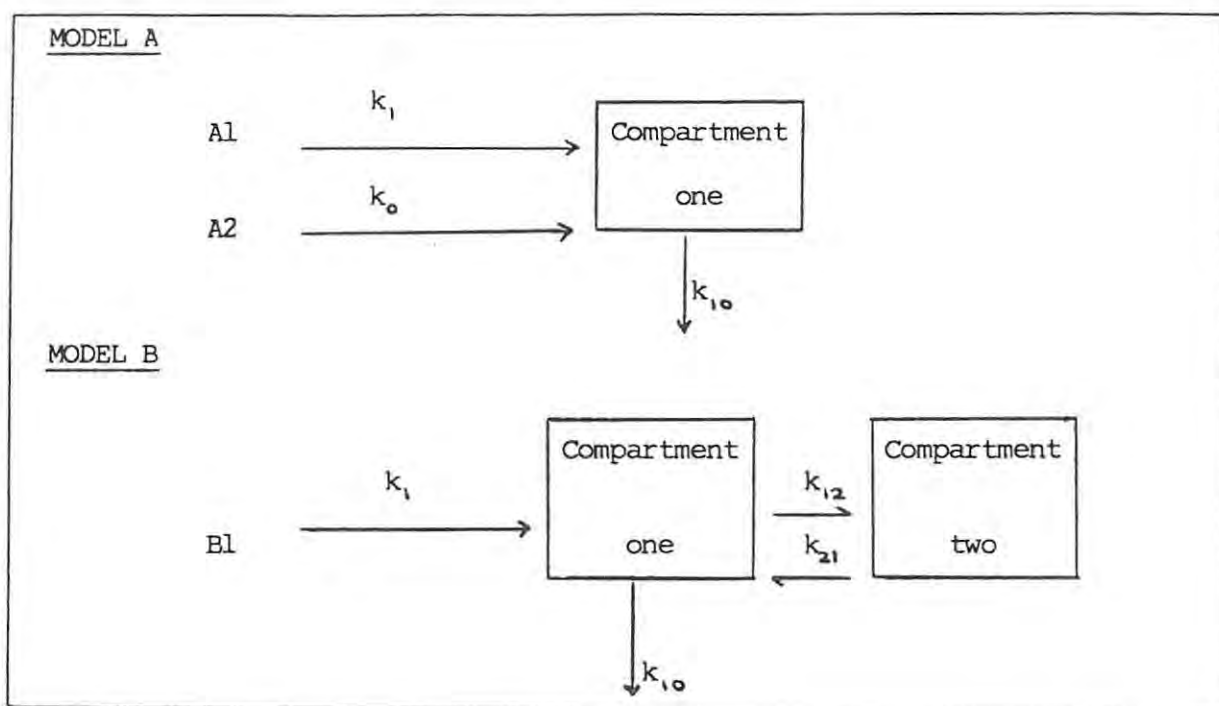 MODEL A
k₁
A1
Compartment
one
k₀
A2
k₁₀
MODEL B
Compartment
one
Compartment
two
k₁
B1
k₁₂
k₂₁
k₁₀